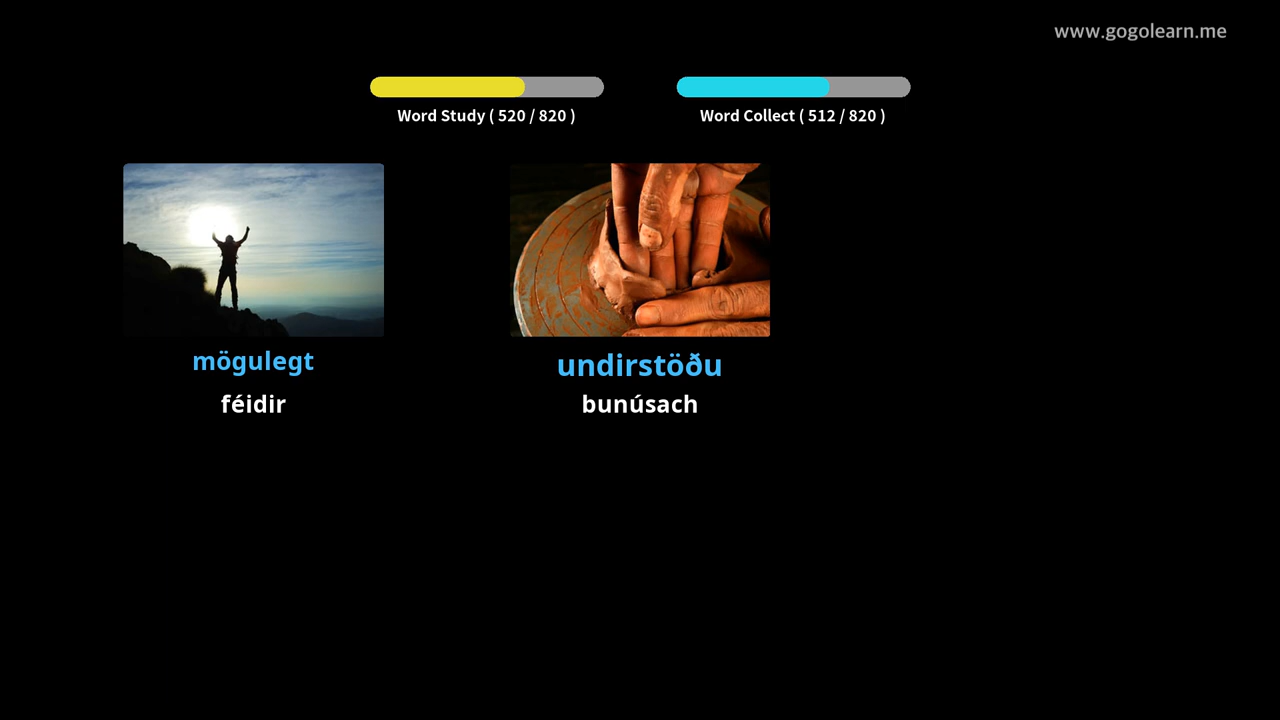 www.gogolearn.me
Word Study ( 520 / 820 )
Word Collect ( 512 / 820 )
mögulegt
féidir
undirstöðu
bunúsach